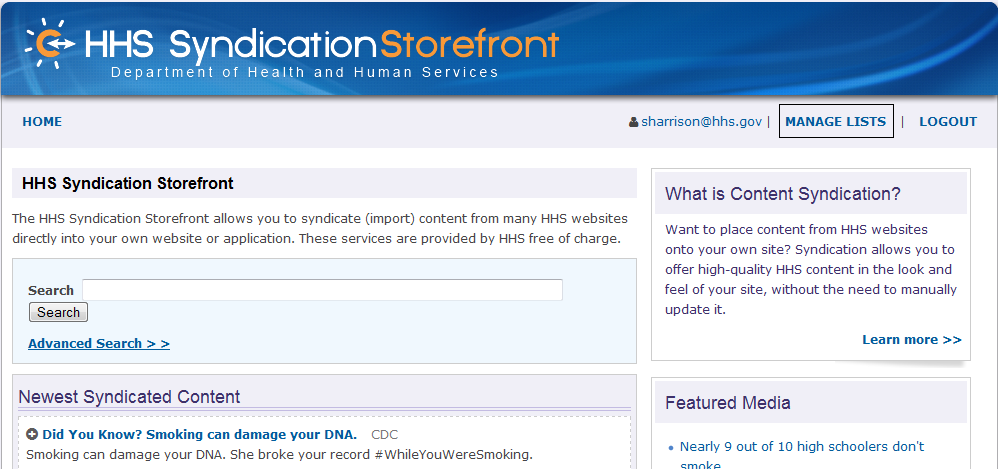 HHS SyndicationStorefront
Department of Health and Human Services
HOME
sharrison@hhs.gov | MANAGE LISTS | LOGOUT
HHS Syndication Storefront
The HHS Syndication Storefront allows you to syndicate (import) content from many HHS websites
directly into your own website or application. These services are provided by HHS free of charge.
Search
Search
Advanced Search > >
Newest Syndicated Content
Did You Know? Smoking can damage your DNA. CDC
Smoking can damage your DNA. She broke your record #WhileYouWereSmoking.
What is Content Syndication?
Want to place content from HHS websites
onto your own site? Syndication allows you to
offer high-quality HHS content in the look and
feel of your site, without the need to manually
update it.
Learn more >>
Featured Media
Nearly 9 out of 10 high schoolers don't
smoke